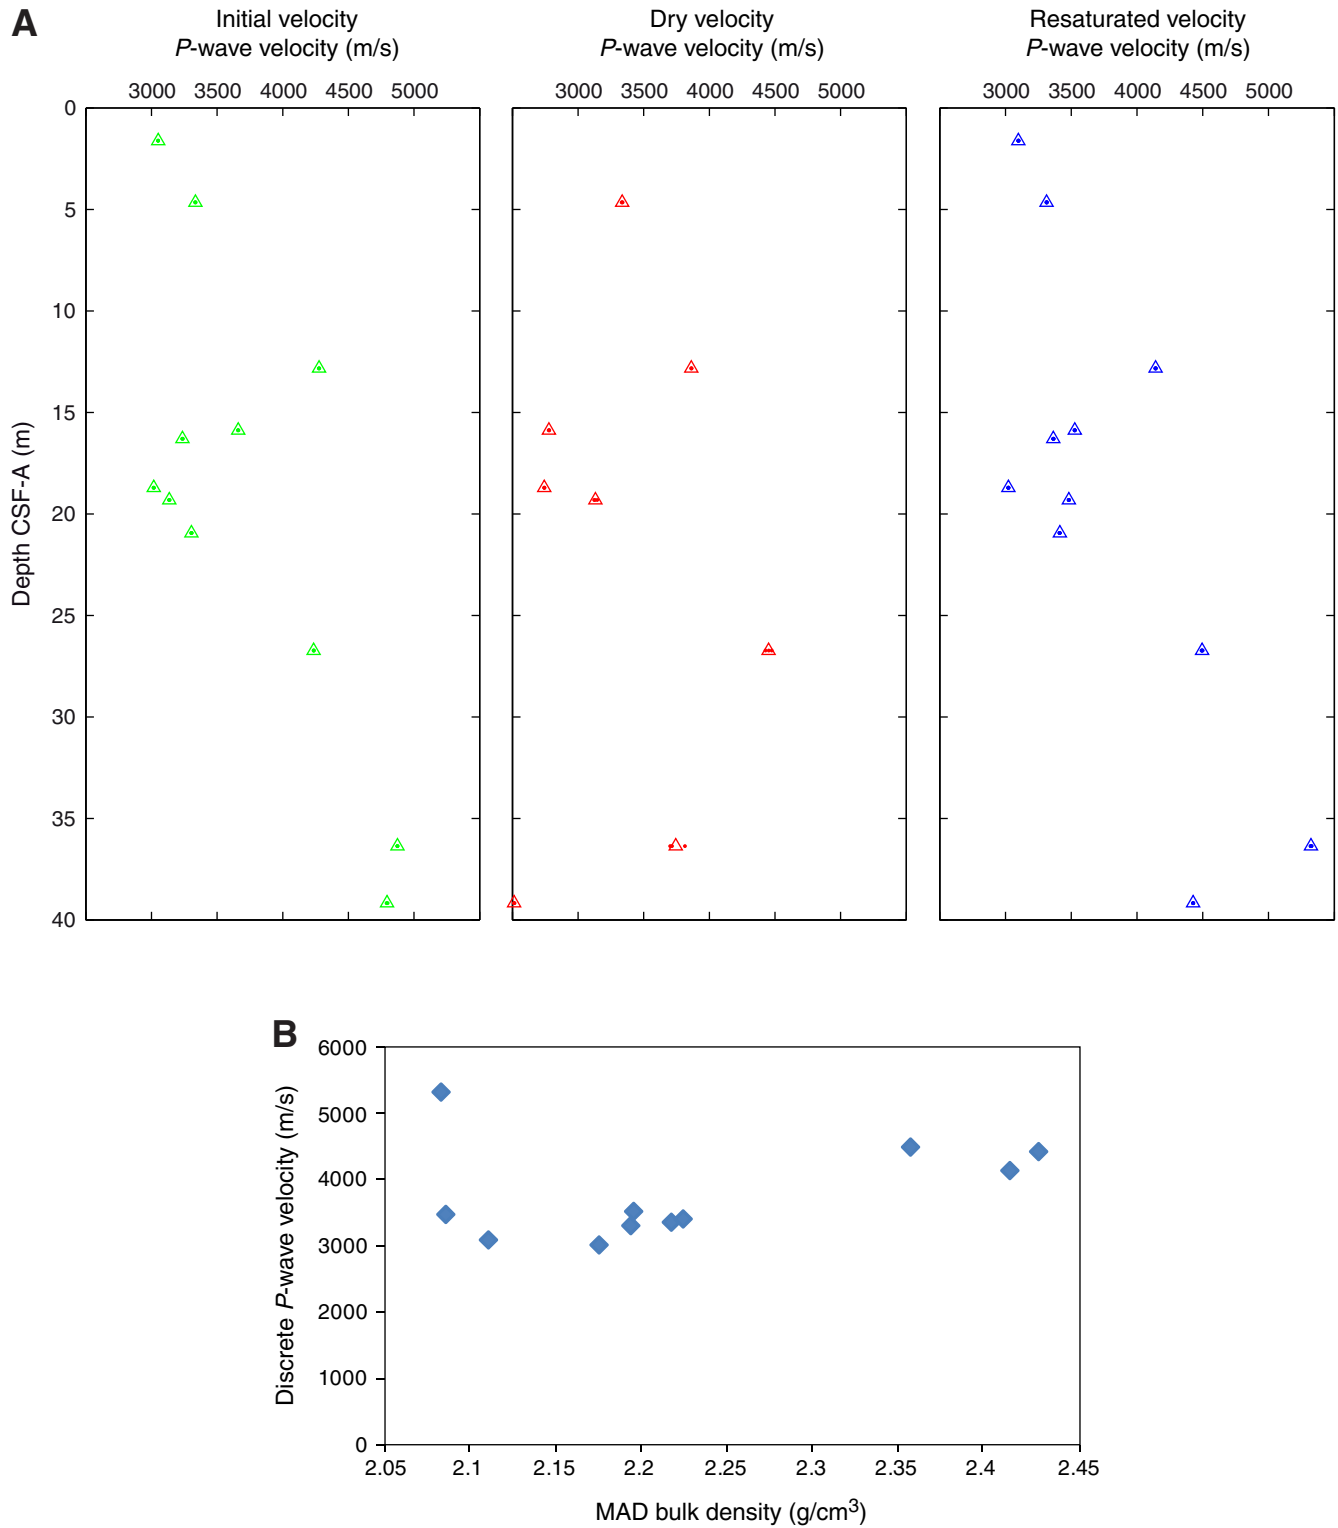 A
Initial velocity
P-wave velocity (m/s)
Dry velocity
P-wave velocity (m/s)
Resaturated velocity
P-wave velocity (m/s)
3000 3500 4000 4500 5000
3000 3500 4000 4500 5000
3000 3500 4000 4500 5000
0
5
10
15
20
25
30
35
40
Depth CSF-A (m)
B
6000
5000
4000
3000
2000
1000
0
Discrete P-wave velocity (m/s)
2.05 2.1 2.15 2.2 2.25 2.3 2.35 2.4 2.45
MAD bulk density (g/cm³)